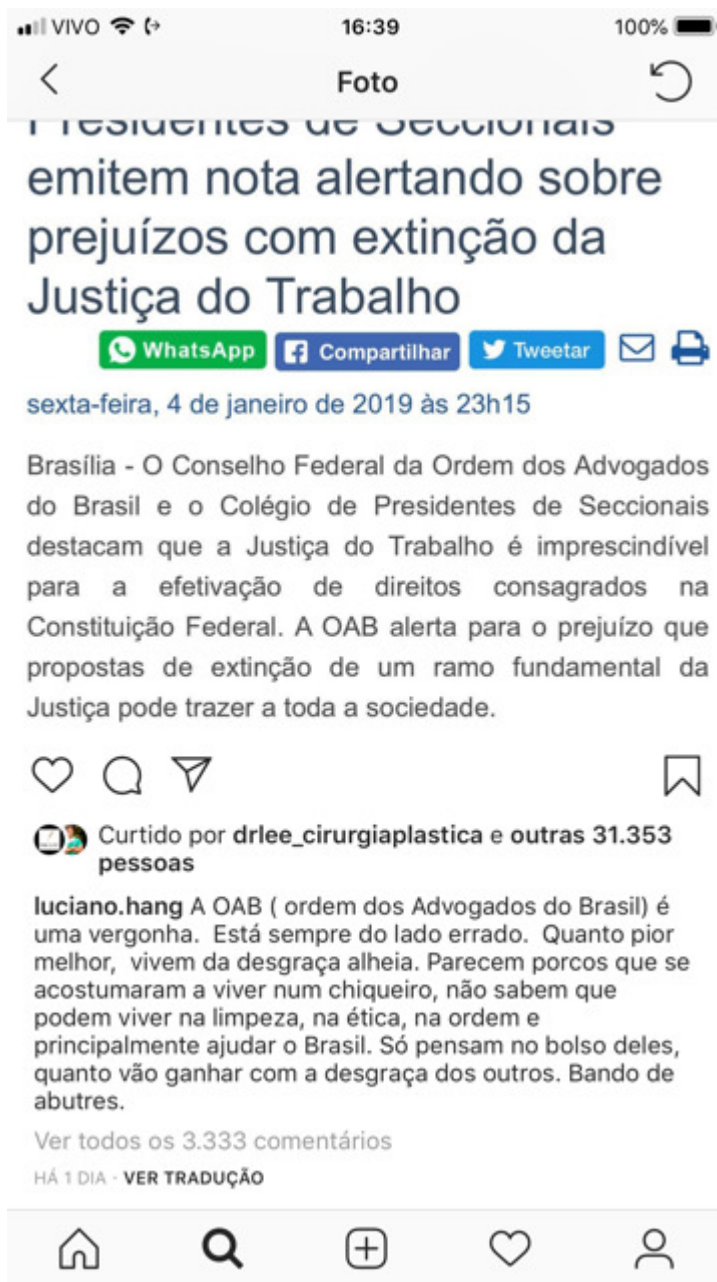 VIVO 16:39 100%
Foto
Presidentes de Seccionais
emitem nota alertando sobre
prejuízos com extinção da
Justiça do Trabalho
WhatsApp Compartilhar Tweetar
sexta-feira, 4 de janeiro de 2019 às 23h15
Brasília - O Conselho Federal da Ordem dos Advogados
do Brasil e o Colégio de Presidentes de Seccionais
destacam que a Justiça do Trabalho é imprescindível
para a efetivação de direitos consagrados na
Constituição Federal. A OAB alerta para o prejuízo que
propostas de extinção de um ramo fundamental da
Justiça pode trazer a toda a sociedade.
Curtido por drlee_cirurgiaplastica e outras 31.353
pessoas
luciano.hang A OAB ( ordem dos Advogados do Brasil) é
uma vergonha. Está sempre do lado errado. Quanto pior
melhor, vivem da desgraça alheia. Parecem porcos que se
acostumaram a viver num chiqueiro, não sabem que
podem viver na limpeza, na ética, na ordem e
principalmente ajudar o Brasil. Só pensam no bolso deles,
quanto vão ganhar com a desgraça dos outros. Bando de
abutres.
Ver todos os 3.333 comentários
HÁ 1 DIA · VER TRADUÇÃO